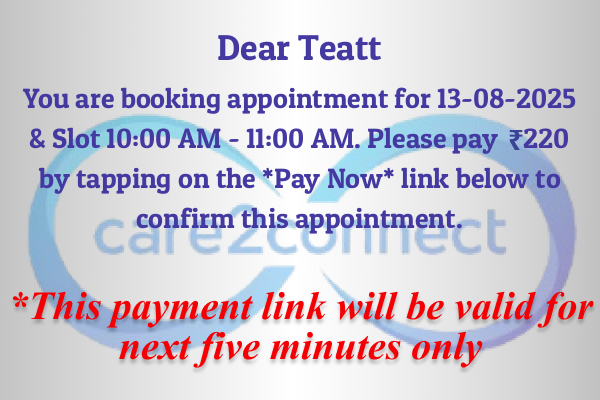 Dear Teatt
You are booking appointment for 13-08-2025
& Slot 10:00 AM - 11:00 AM. Please pay ₹220
by tapping on the *Pay Now* link below to
confirm this appointment.
care2connect
*This payment link will be valid for
next five minutes only